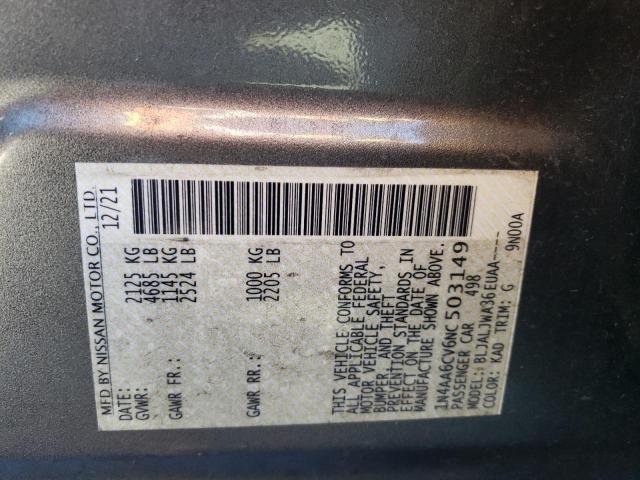 MFD BY NISSAN MOTOR CO., LTD.
DATE: 12/21
GVWR: 2125 KG
4685 LB
GAWR FR.: 1145 KG
2524 LB
GAWR RR.: 1000 KG
2205 LB
THIS VEHICLE CONFORMS TO
ALL APPLICABLE FEDERAL
MOTOR VEHICLE SAFETY,
BUMPER, AND THEFT
PREVENTION STANDARDS IN
EFFECT ON THE DATE OF
MANUFACTURE SHOWN ABOVE.
1N4AA6CV6NC503149
PASSENGER CAR 498
MODEL: BLJALJWA36EUAA----
COLOR: KAD TRIM: G 9N00A